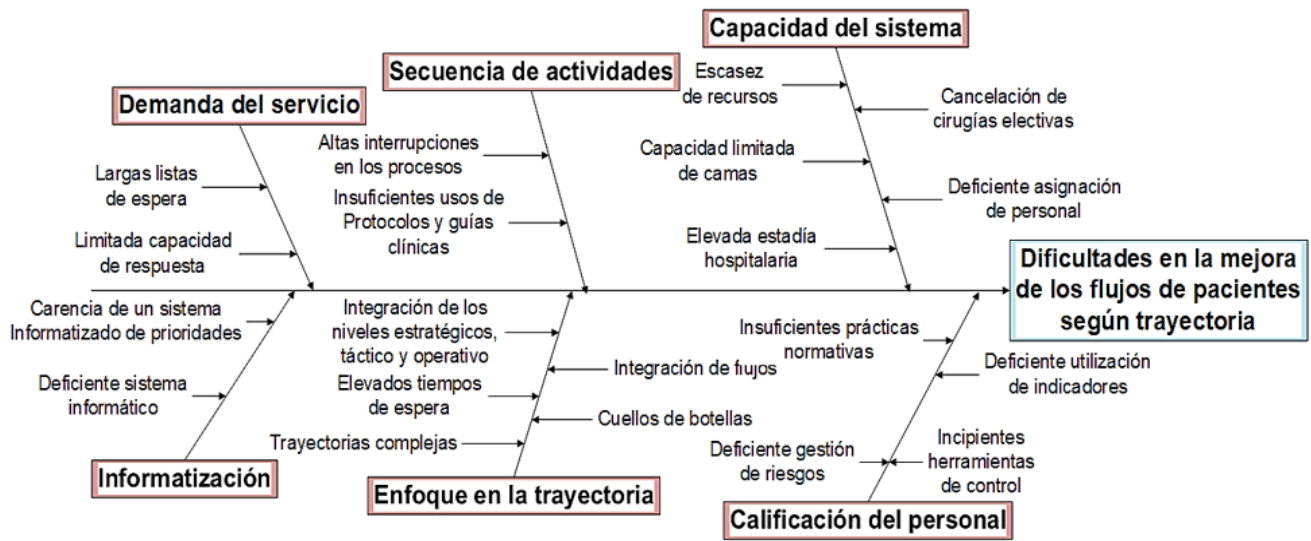 Capacidad del sistema
Secuencia de actividades
Demanda del servicio
Escasez
de recursos
Cancelación de
cirugías electivas
Altas interrupciones
en los procesos
Capacidad limitada
de camas
Largas listas
de espera
Insuficientes usos de
Protocolos y guías
clínicas
Deficiente asignación
de personal
Limitada capacidad
de respuesta
Elevada estadía
hospitalaria
Dificultades en la mejora
de los flujos de pacientes
según trayectoria
Carencia de un sistema
Informatizado de prioridades
Integración de los
niveles estratégicos,
táctico y operativo
Insuficientes prácticas
normativas
Integración de flujos
Deficiente utilización
de indicadores
Deficiente sistema
informático
Elevados tiempos
de espera
Cuellos de botellas
Trayectorias complejas
Deficiente gestión
de riesgos
Incipientes
herramientas
de control
Informatización
Enfoque en la trayectoria
Calificación del personal